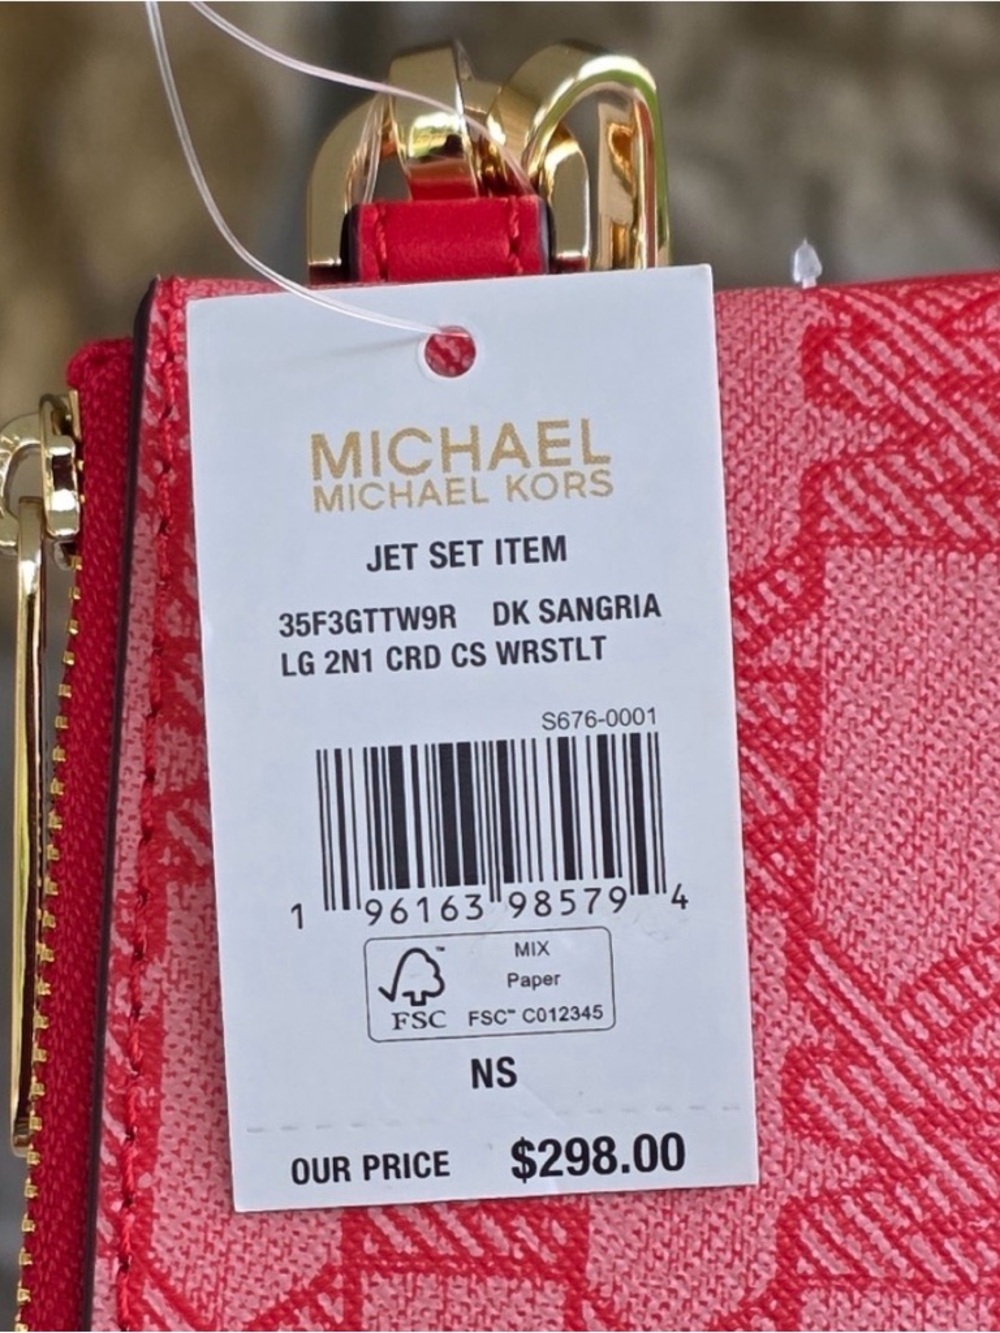 MICHAEL
MICHAEL KORS
JET SET ITEM
35F3GTTW9R DK SANGRIA
LG 2N1 CRD CS WRSTLT
S676-0001
1 96163 98579 4
MIX
Paper
FSC FSC™ C012345
NS
OUR PRICE $298.00